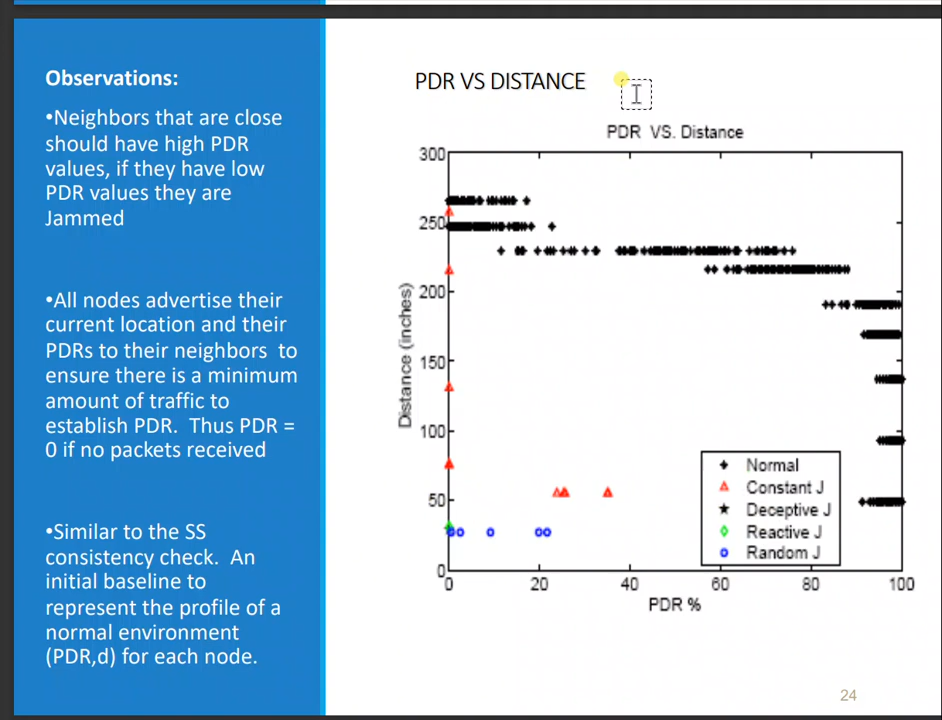 Observations:
•Neighbors that are close
should have high PDR
values, if they have low
PDR values they are
Jammed
•All nodes advertise their
current location and their
PDRs to their neighbors to
ensure there is a minimum
amount of traffic to
establish PDR. Thus PDR =
0 if no packets received
•Similar to the SS
consistency check. An
initial baseline to
represent the profile of a
normal environment
(PDR,d) for each node.
PDR VS DISTANCE
PDR VS. Distance
300
250
200
150
100
50
0
Distance (inches)
Normal
Constant J
Deceptive J
Reactive J
Random J
0 20 40 60 80 100
PDR %
24